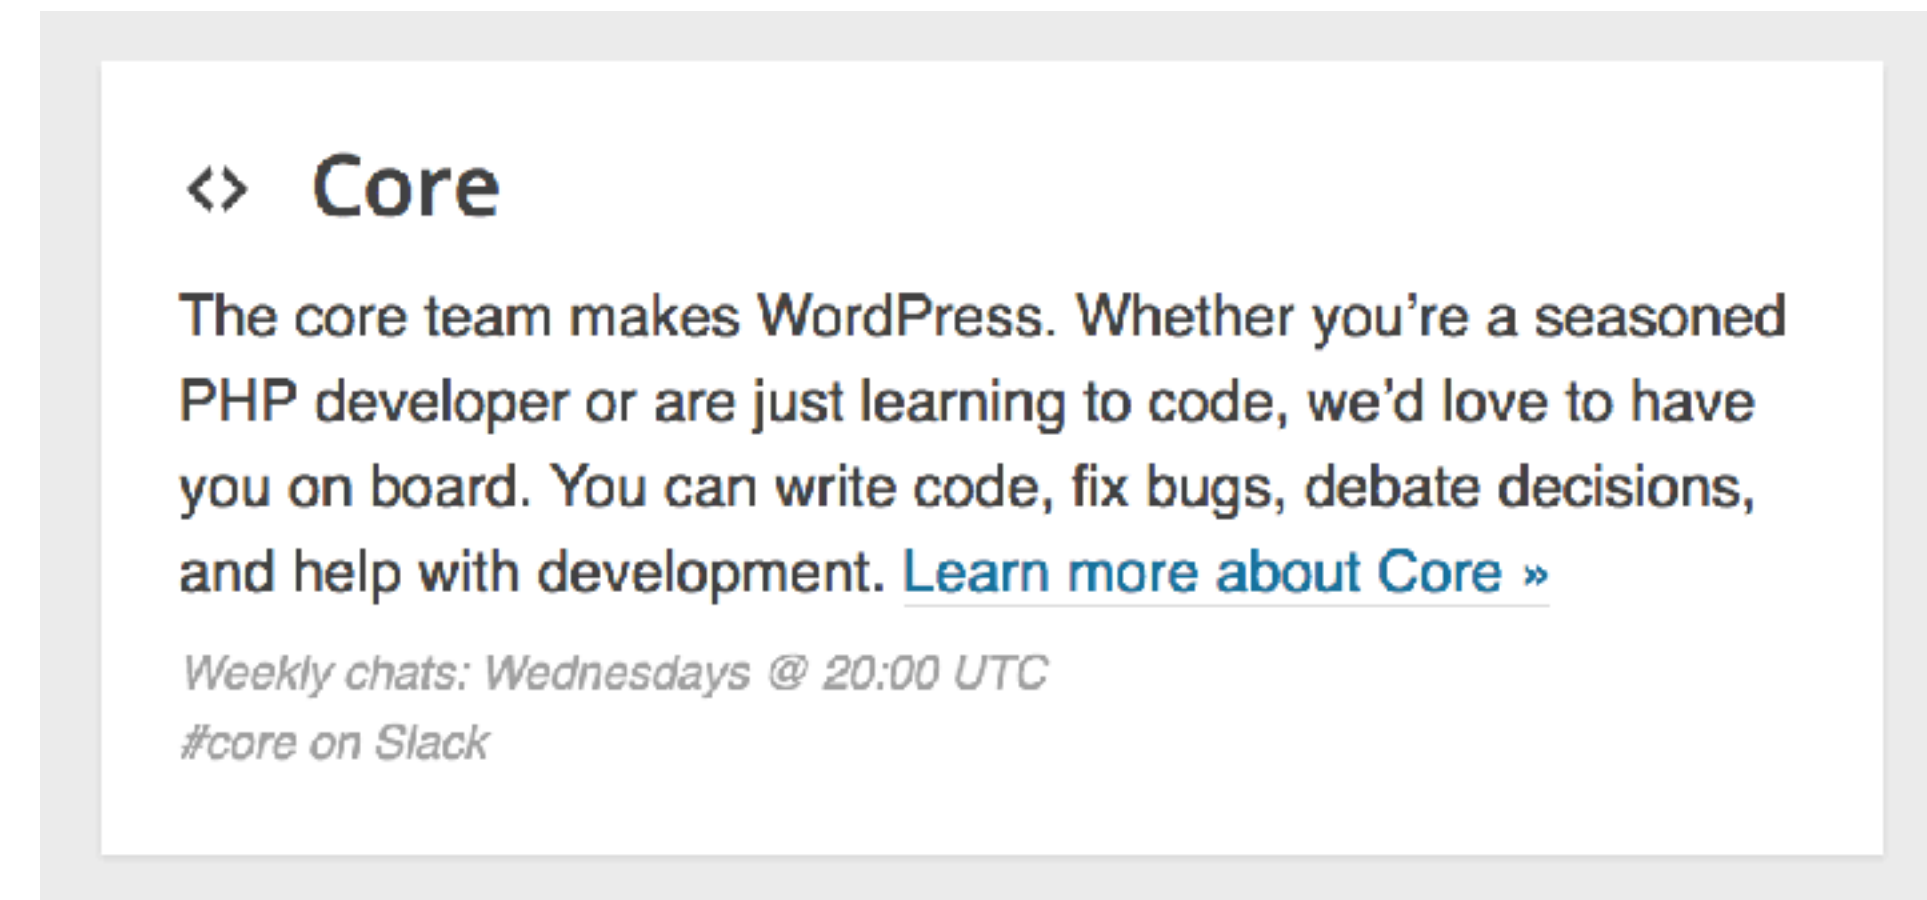 <> Core
The core team makes WordPress. Whether you’re a seasoned
PHP developer or are just learning to code, we’d love to have
you on board. You can write code, fix bugs, debate decisions,
and help with development. Learn more about Core »
Weekly chats: Wednesdays @ 20:00 UTC
#core on Slack